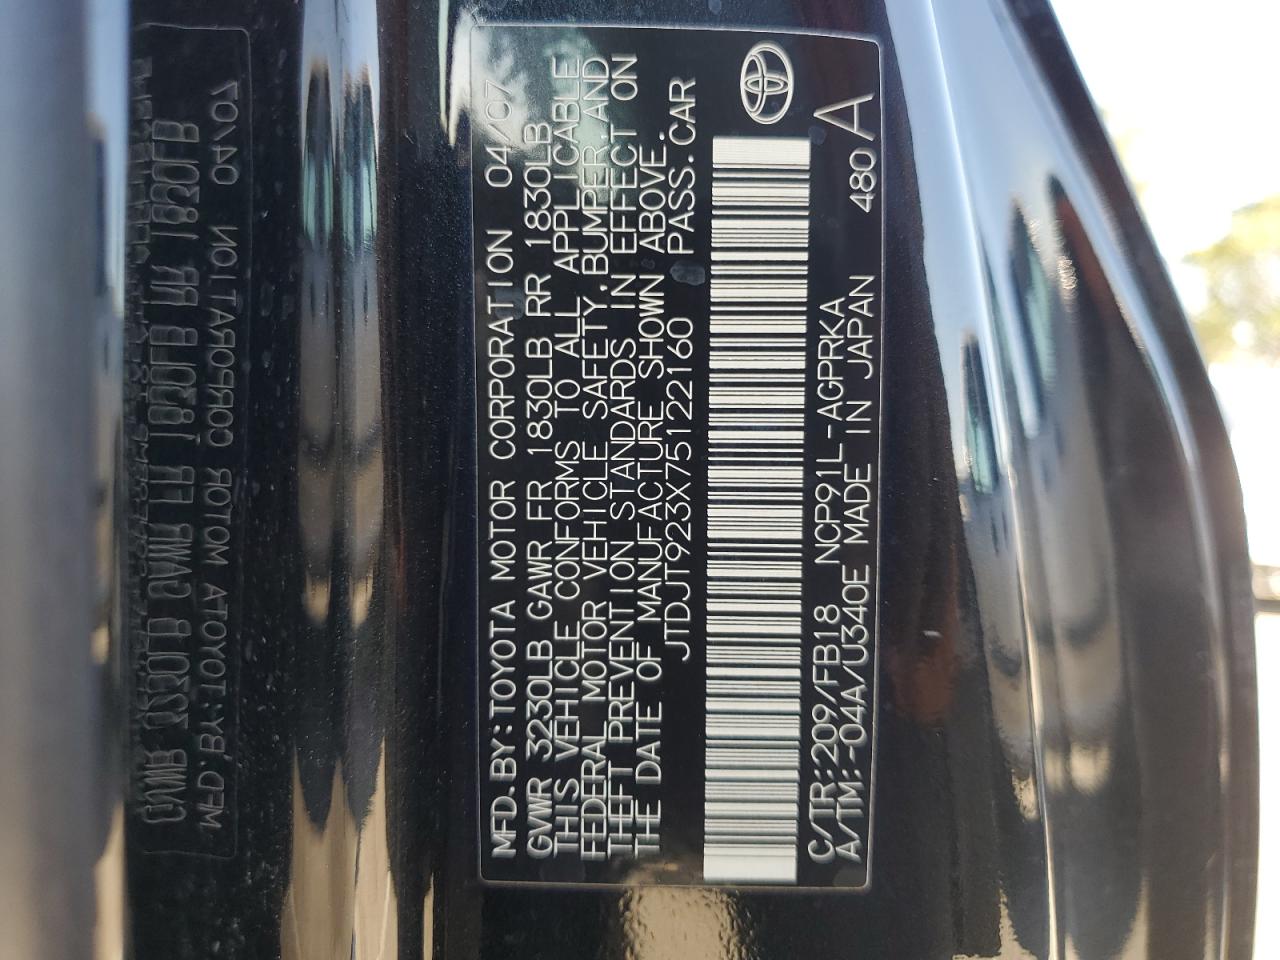 MFD.BY:TOYOTA MOTOR CORPORATION 04/07
GVWR 3230LB GAWR FR 1830LB RR 1830LB
THIS VEHICLE CONFORMS TO ALL APPLICABLE
FEDERAL MOTOR VEHICLE SAFETY,BUMPER,AND
THEFT PREVENTION STANDARDS IN EFFECT ON
THE DATE OF MANUFACTURE SHOWN ABOVE.
JTDJT923X75122160 PASS.CAR
C/TR:209/FB18 NCP91L-AGPRKA
A/TM:-04A/U340E MADE IN JAPAN 480 A